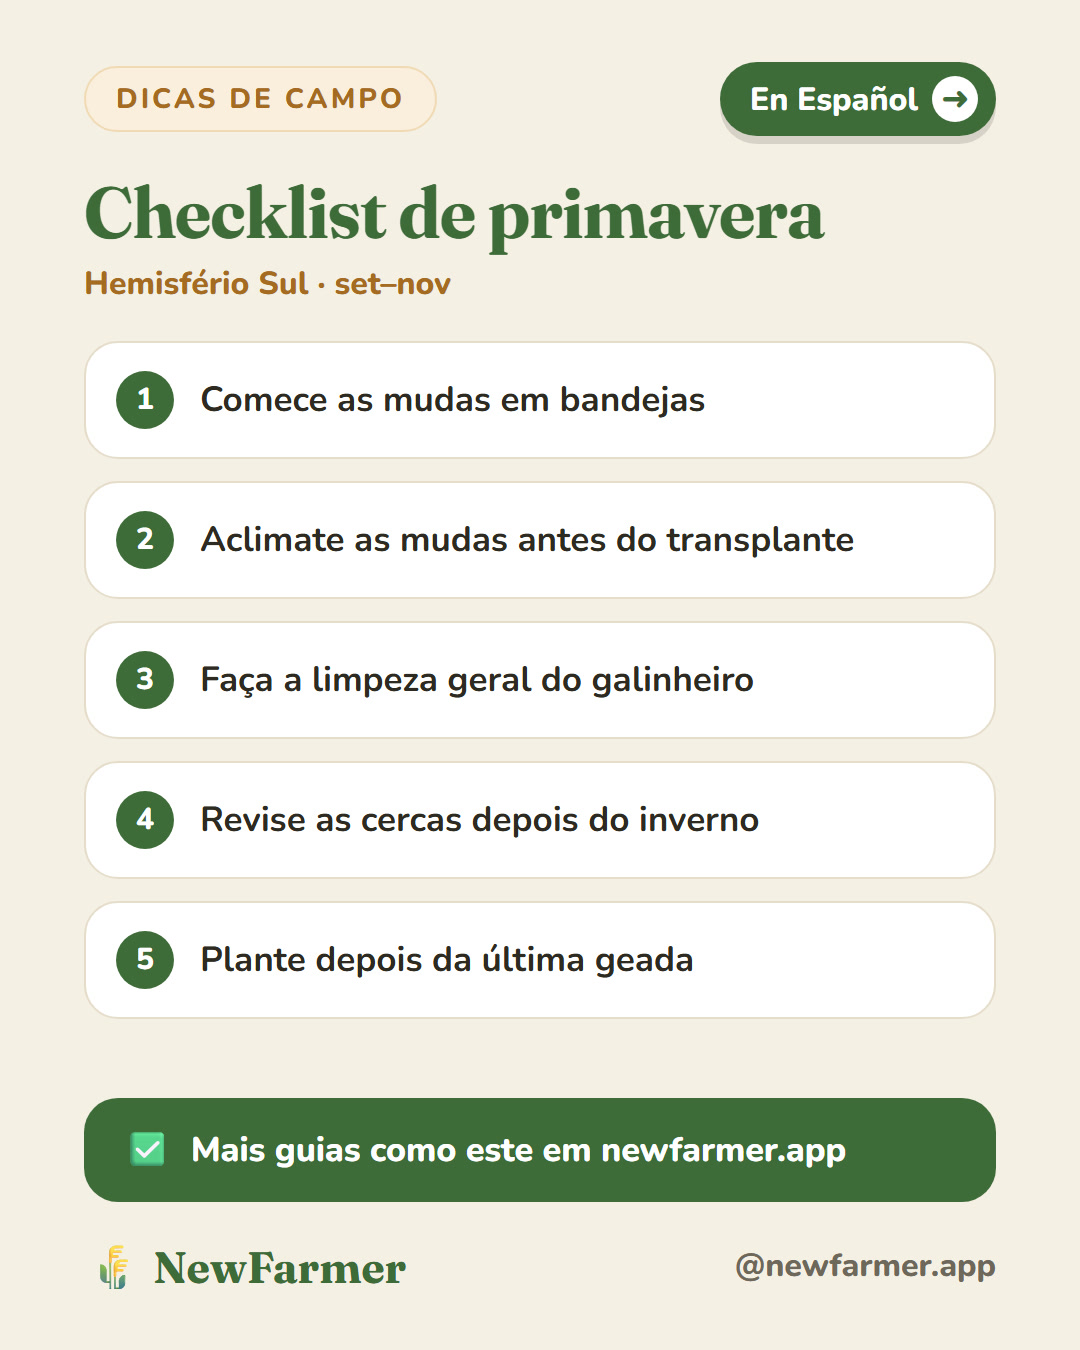 DICAS DE CAMPO
En Español ➜
Checklist de primavera
Hemisfério Sul · set–nov
1 Comece as mudas em bandejas
2 Aclimate as mudas antes do transplante
3 Faça a limpeza geral do galinheiro
4 Revise as cercas depois do inverno
5 Plante depois da última geada
✅ Mais guias como este em newfarmer.app
NewFarmer
@newfarmer.app